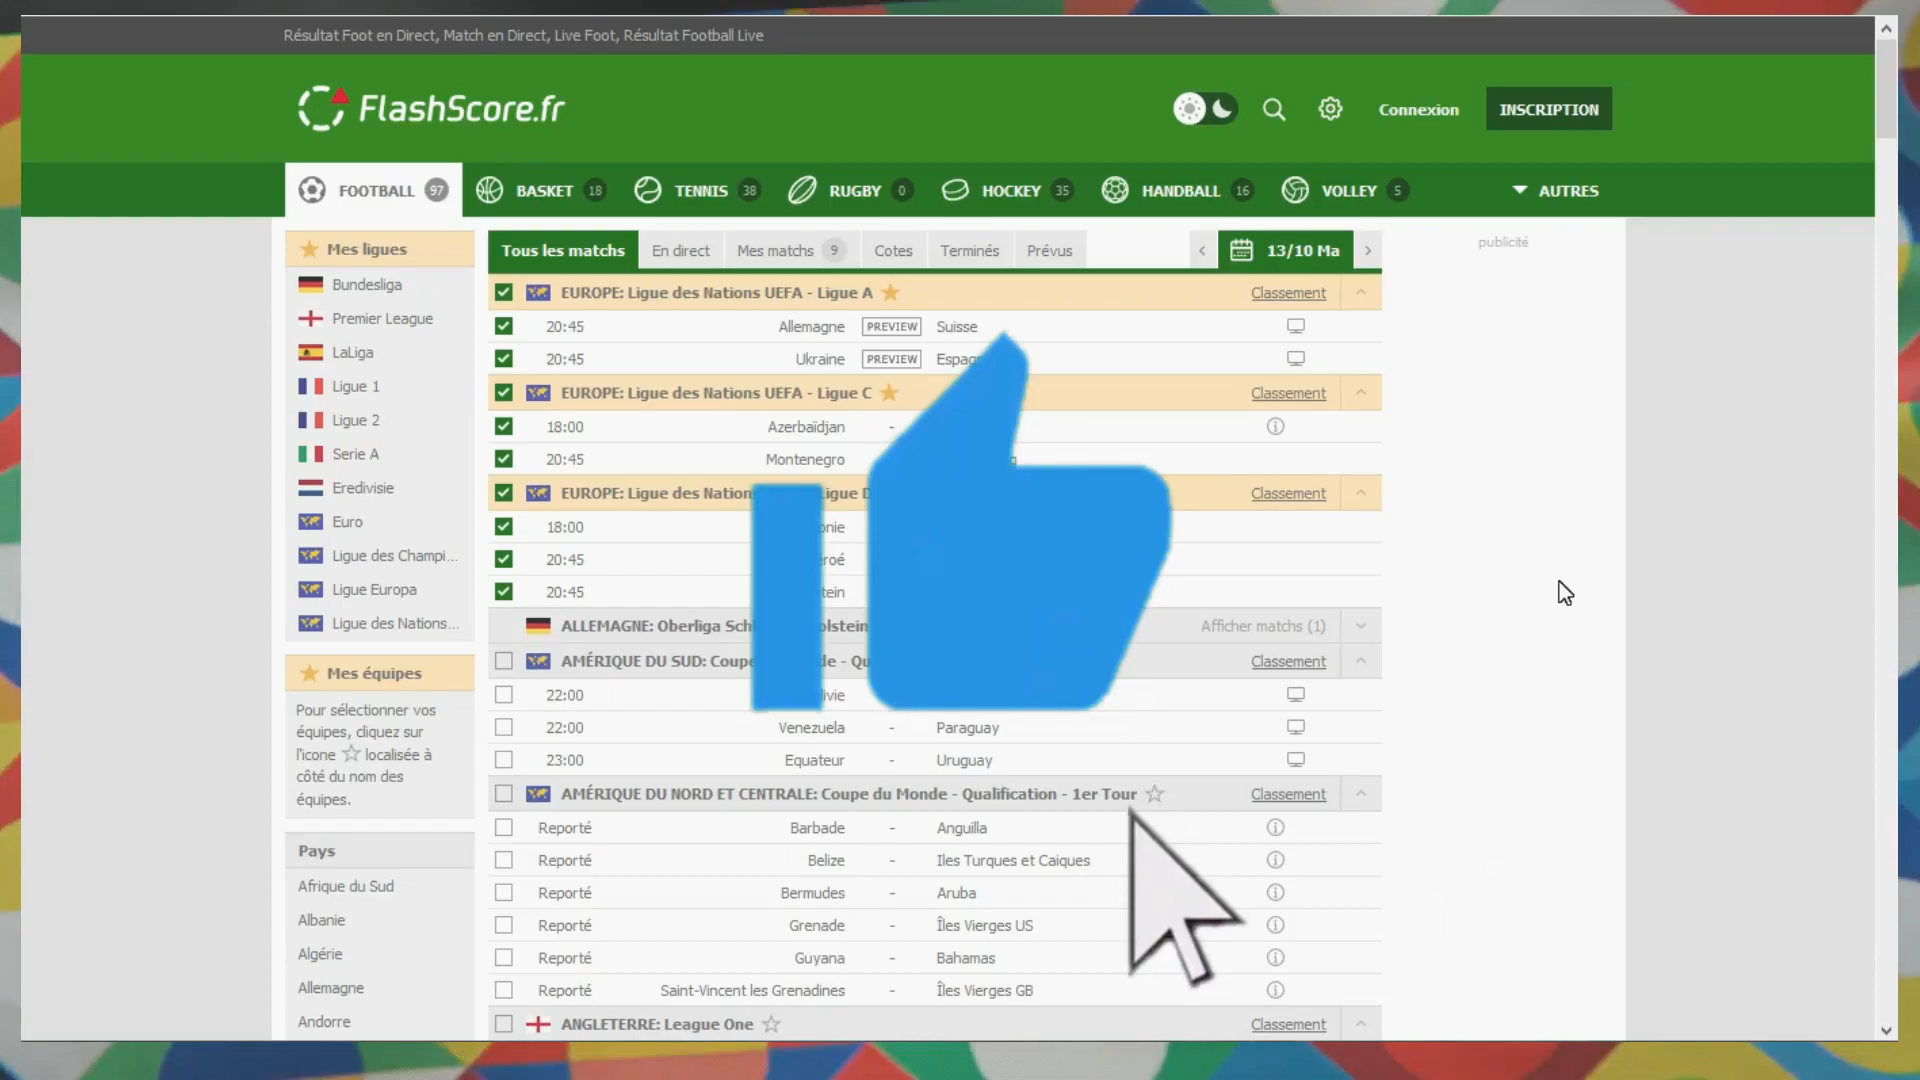 Résultat Foot en Direct, Match en Direct, Live Foot, Résultat Football Live
FlashScore.fr
Connexion
INSCRIPTION
FOOTBALL 97
BASKET 18
TENNIS 38
RUGBY 0
HOCKEY 35
HANDBALL 16
VOLLEY 5
AUTRES
Mes ligues
Bundesliga
Premier League
LaLiga
Ligue 1
Ligue 2
Serie A
Eredivisie
Euro
Ligue des Champi...
Ligue Europa
Ligue des Nations...
Mes équipes
Pour sélectionner vos
équipes, cliquez sur
l'icone localisée à
côté du nom des
équipes.
Pays
Afrique du Sud
Albanie
Algérie
Allemagne
Andorre
Tous les matchs
En direct
Mes matchs 9
Cotes
Terminés
Prévus
13/10 Ma
EUROPE: Ligue des Nations UEFA - Ligue A Classement
20:45 Allemagne PREVIEW Suisse
20:45 Ukraine PREVIEW
EUROPE: Ligue des Nations UEFA - Ligue C Classement
18:00 Azerbaïdjan -
20:45 Montenegro
EUROPE: Ligue des Classement
18:00
20:45
20:45
ALLEMAGNE: Oberliga Afficher matchs (1)
AMÉRIQUE DU SUD: Classement
22:00
22:00 Venezuela - Paraguay
23:00 Equateur - Uruguay
AMÉRIQUE DU NORD ET CENTRALE: Coupe du Monde - Qualification - 1er Tour Classement
Reporté Barbade - Anguilla
Reporté Belize - Iles Turques et Caiques
Reporté Bermudes - Aruba
Reporté Grenade - Îles Vierges US
Reporté Guyana - Bahamas
Reporté Saint-Vincent les Grenadines - Îles Vierges GB
ANGLETERRE: League One Classement
publicité